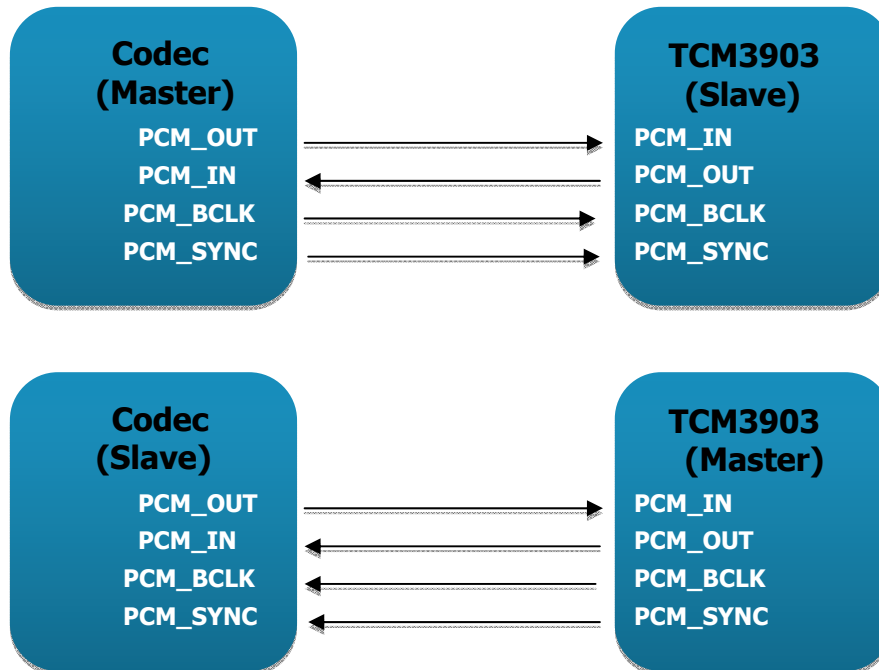 Codec
(Master)
PCM_OUT
PCM_IN
PCM_BCLK
PCM_SYNC
TCM3903
(Slave)
PCM_IN
PCM_OUT
PCM_BCLK
PCM_SYNC
Codec
(Slave)
PCM_OUT
PCM_IN
PCM_BCLK
PCM_SYNC
TCM3903
(Master)
PCM_IN
PCM_OUT
PCM_BCLK
PCM_SYNC